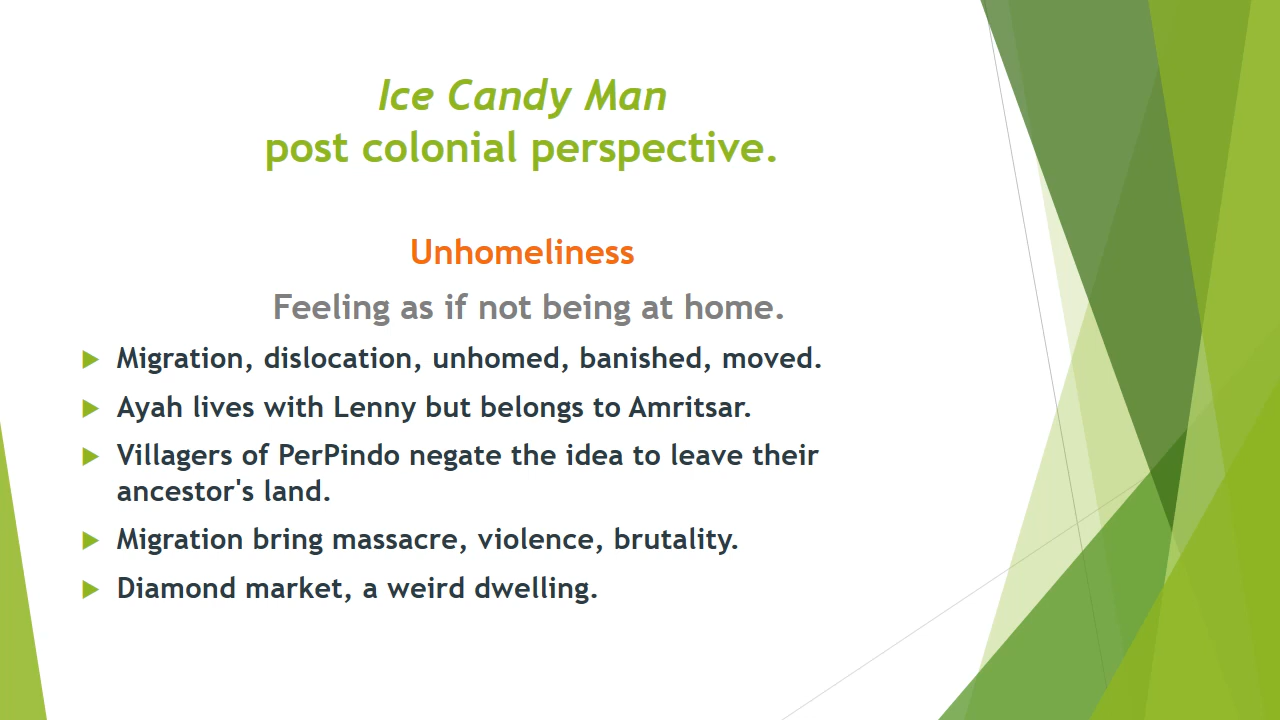 Ice Candy Man
post colonial perspective.
Unhomeliness
Feeling as if not being at home.
Migration, dislocation, unhomed, banished, moved.
Ayah lives with Lenny but belongs to Amritsar.
Villagers of PerPindo negate the idea to leave their
ancestor's land.
Migration bring massacre, violence, brutality.
Diamond market, a weird dwelling.